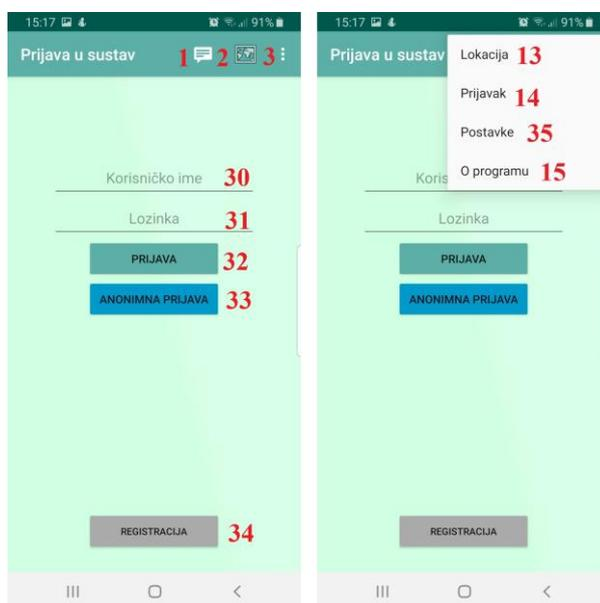 15:17 91%
Prijava u sustav 1 2 3
Korisničko ime 30
Lozinka 31
PRIJAVA 32
ANONIMNA PRIJAVA 33
REGISTRACIJA 34
15:17 91%
Prijava u sustav
Lokacija 13
Prijavak 14
Postavke 35
O programu 15
Koris
Lozinka
PRIJAVA
ANONIMNA PRIJAVA
REGISTRACIJA